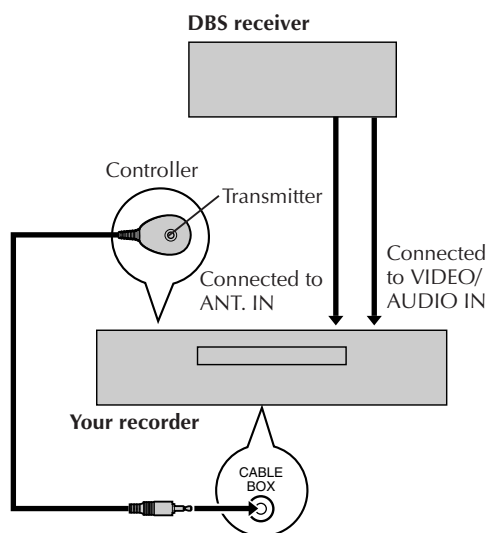 DBS receiver
Controller
Transmitter
Connected to
ANT. IN
Connected
to VIDEO/
AUDIO IN
Your recorder
CABLE
BOX